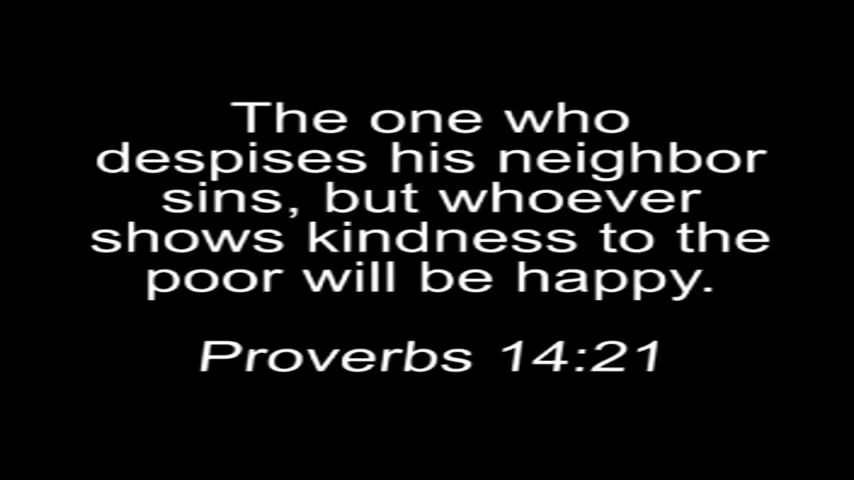 The one who
despises his neighbor
sins, but whoever
shows kindness to the
poor will be happy.
Proverbs 14:21